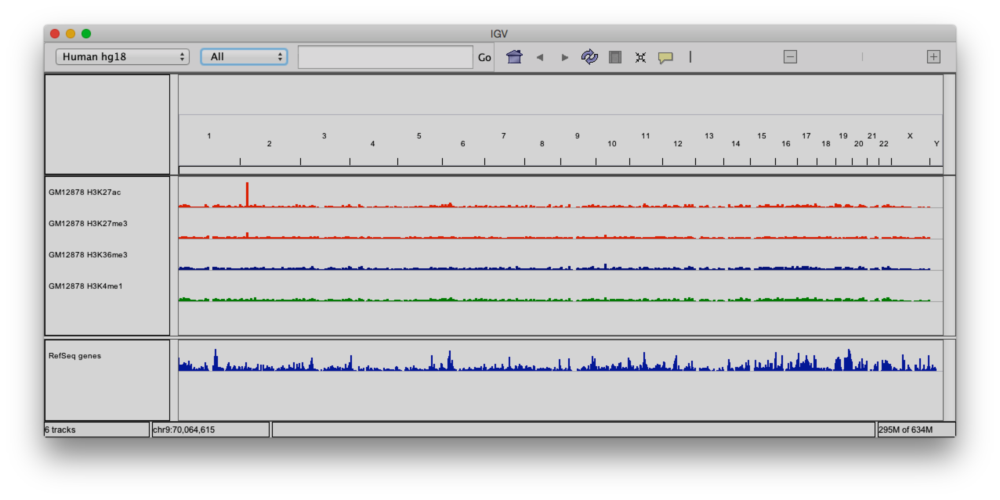 IGV
Human hg18 All Go
1 3 5 7 9 11 13 15 17 19 21 X
2 4 6 8 10 12 14 16 18 20 22 Y
GM12878 H3K27ac
GM12878 H3K27me3
GM12878 H3K36me3
GM12878 H3K4me1
RefSeq genes
6 tracks chr9:70,064,615 295M of 634M